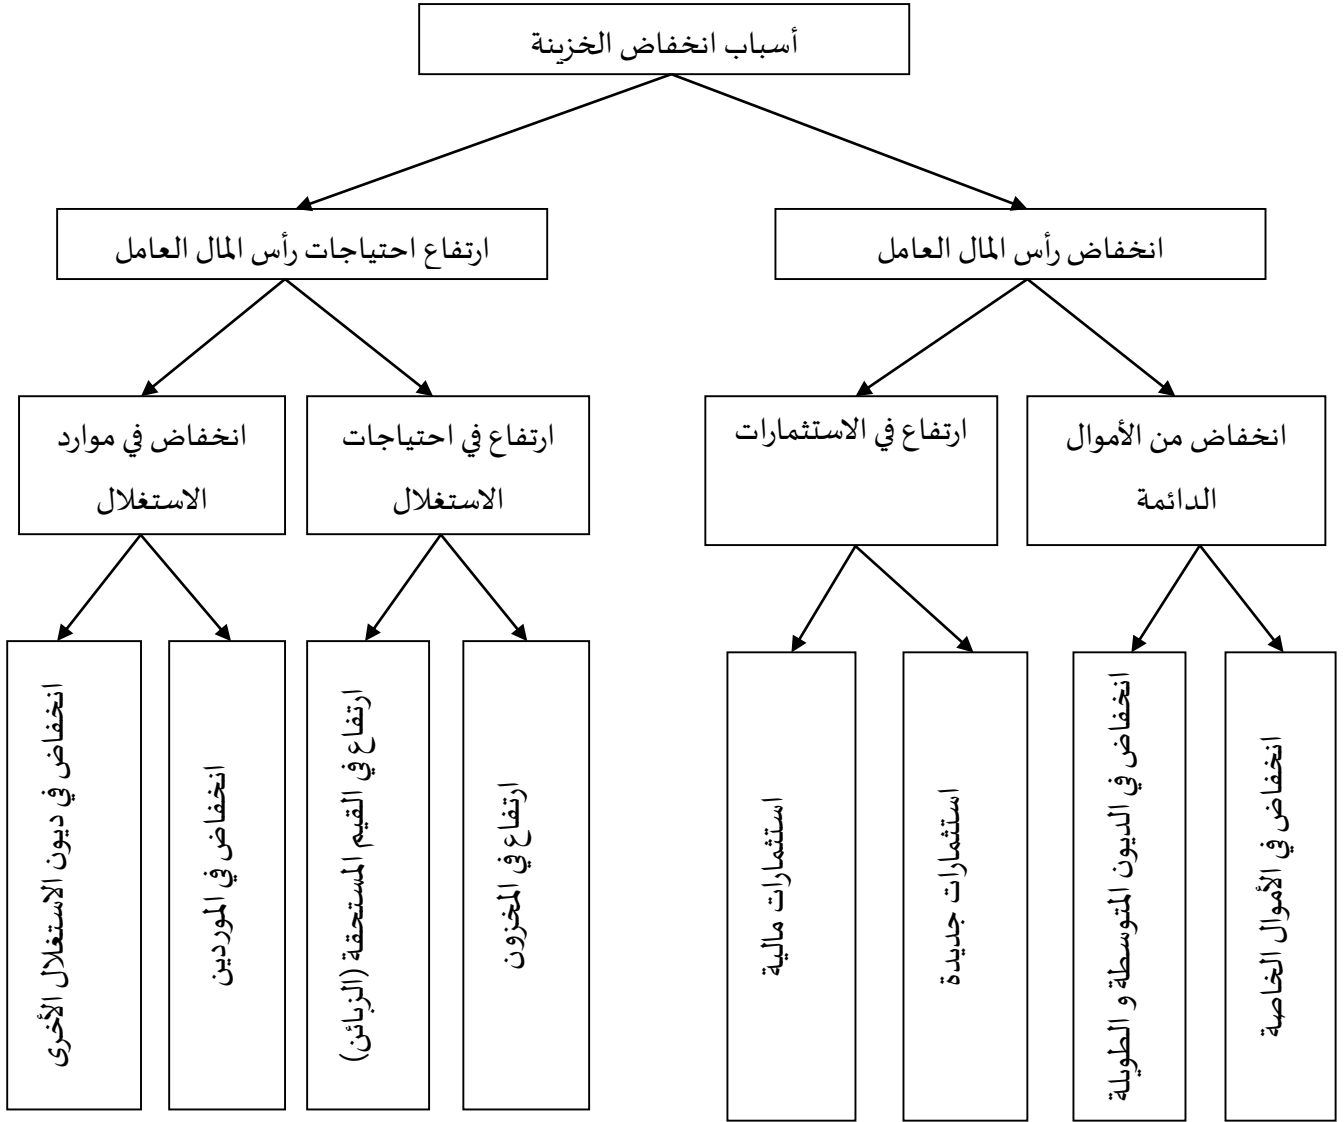 أسباب انخفاض الخزينة
انخفاض رأس المال العامل
ارتفاع احتياجات رأس المال العامل
انخفاض من الأموال
الدائمة
ارتفاع في الاستثمارات
ارتفاع في احتياجات
الاستغلال
انخفاض في موارد
الاستغلال
انخفاض في الأموال الخاصة
انخفاض في الديون المتوسطة و الطويلة
استثمارات جديدة
استثمارات مالية
ارتفاع في المخزون
ارتفاع في القيم المستحقة (الزبائن)
انخفاض في الموردين
انخفاض في ديون الاستغلال الأخرى